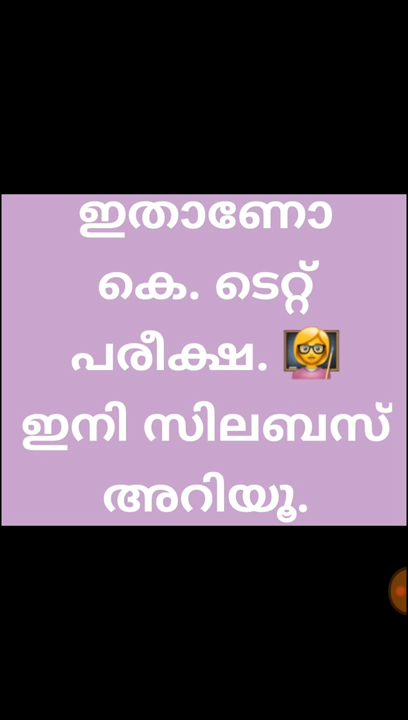 ഇതാണോ
കെ. ടെറ്റ്
പരീക്ഷ. 👩‍🏫
ഇനി സിലബസ്
അറിയൂ.